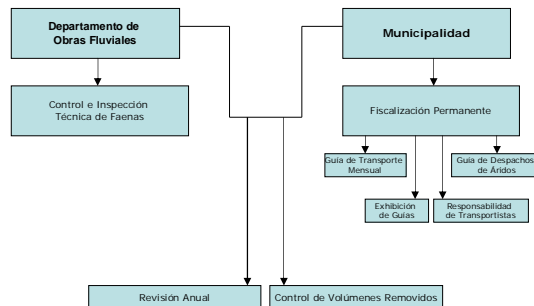 Departamento de
Obras Fluviales
Municipalidad
Control e Inspección
Técnica de Faenas
Fiscalización Permanente
Guía de Transporte
Mensual
Guía de Despachos
de Áridos
Exhibición
de Guías
Responsabilidad
de Transportistas
Revisión Anual
Control de Volúmenes Removidos